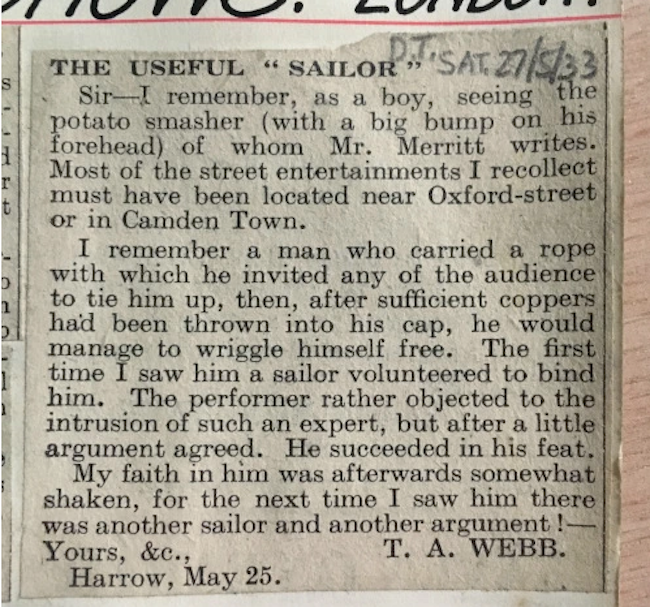 LONDON.
THE USEFUL “ SAILOR ”
D.T. SAT. 27/5/33
Sir—I remember, as a boy, seeing the
potato smasher (with a big bump on his
forehead) of whom Mr. Merritt writes.
Most of the street entertainments I recollect
must have been located near Oxford-street
or in Camden Town.
I remember a man who carried a rope
with which he invited any of the audience
to tie him up, then, after sufficient coppers
had been thrown into his cap, he would
manage to wriggle himself free. The first
time I saw him a sailor volunteered to bind
him. The performer rather objected to the
intrusion of such an expert, but after a little
argument agreed. He succeeded in his feat.
My faith in him was afterwards somewhat
shaken, for the next time I saw him there
was another sailor and another argument !—
Yours, &c., T. A. WEBB.
Harrow, May 25.